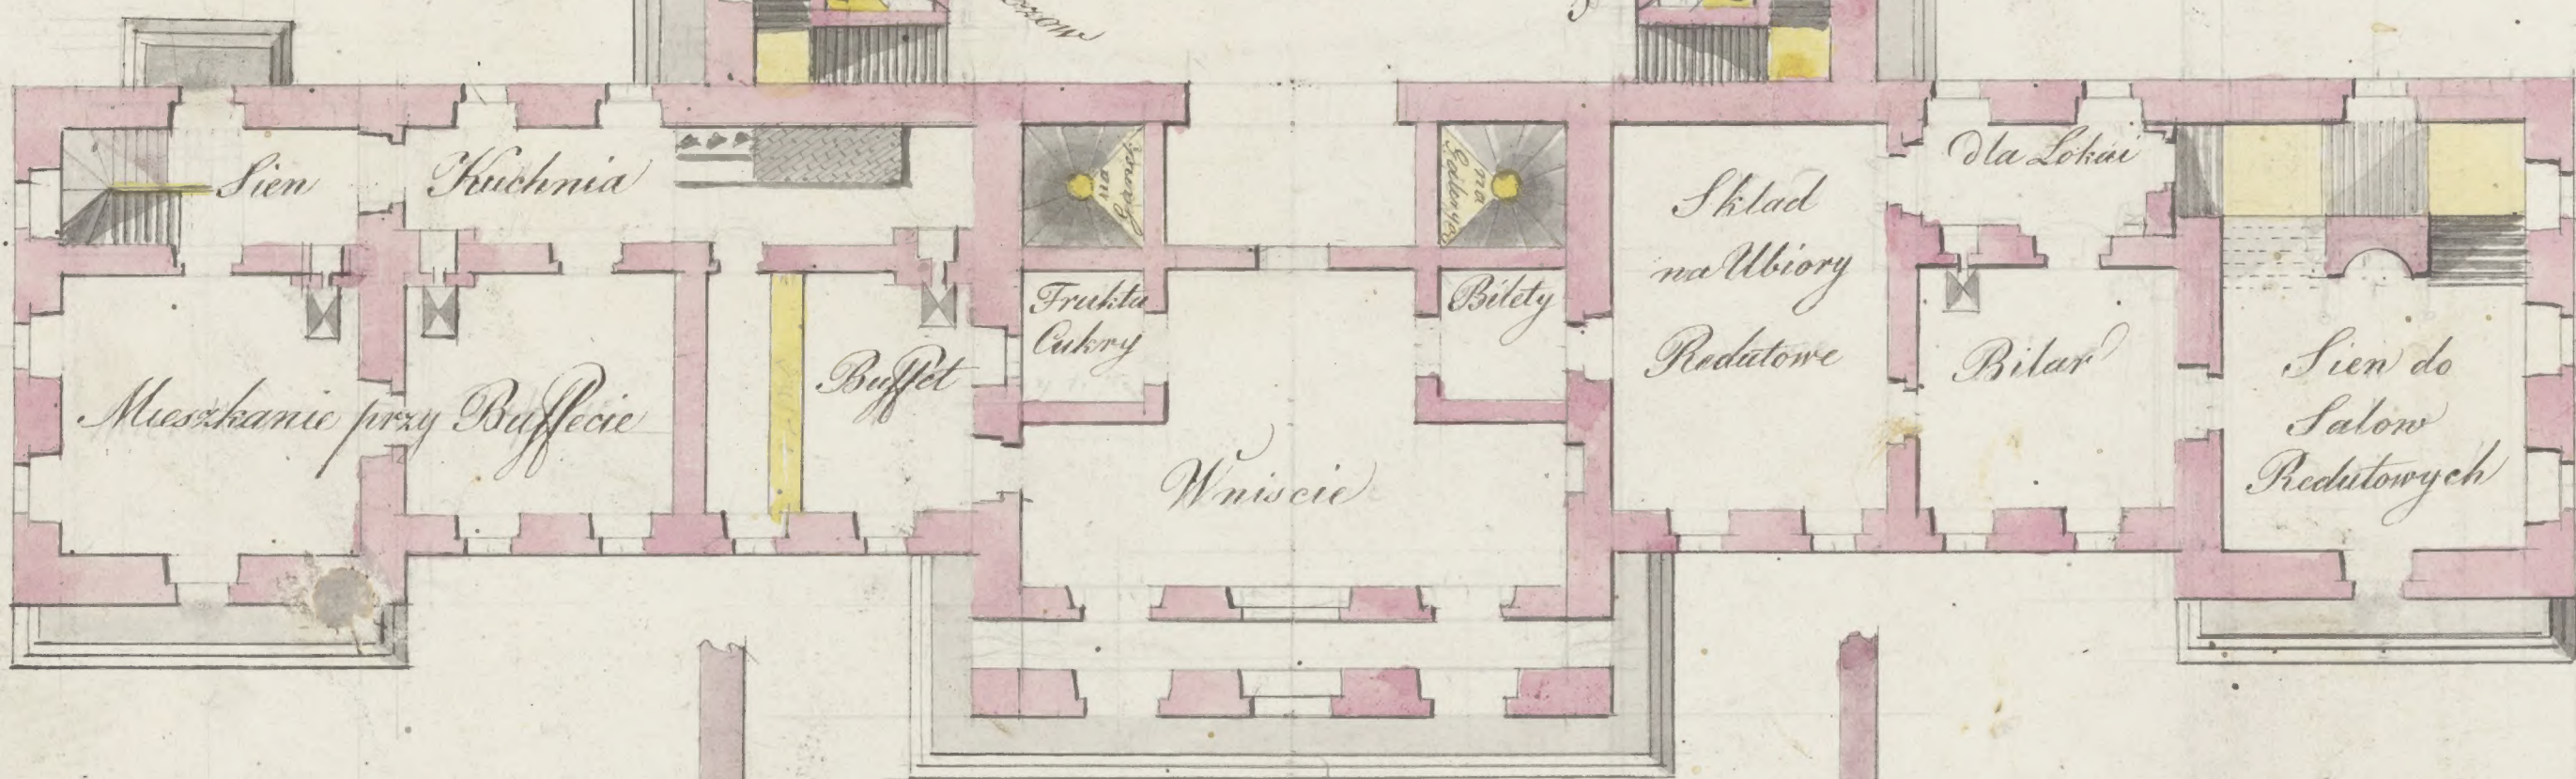 Sien
Kuchnia
na
dla Lokai
Sklad
na Ubiory
Redutowe
Frukta
Cukry
Bilety
Buffet
Bilar
Mieszkanie przy Buffecie
Wniscie
Sien do
Salow
Redutowych